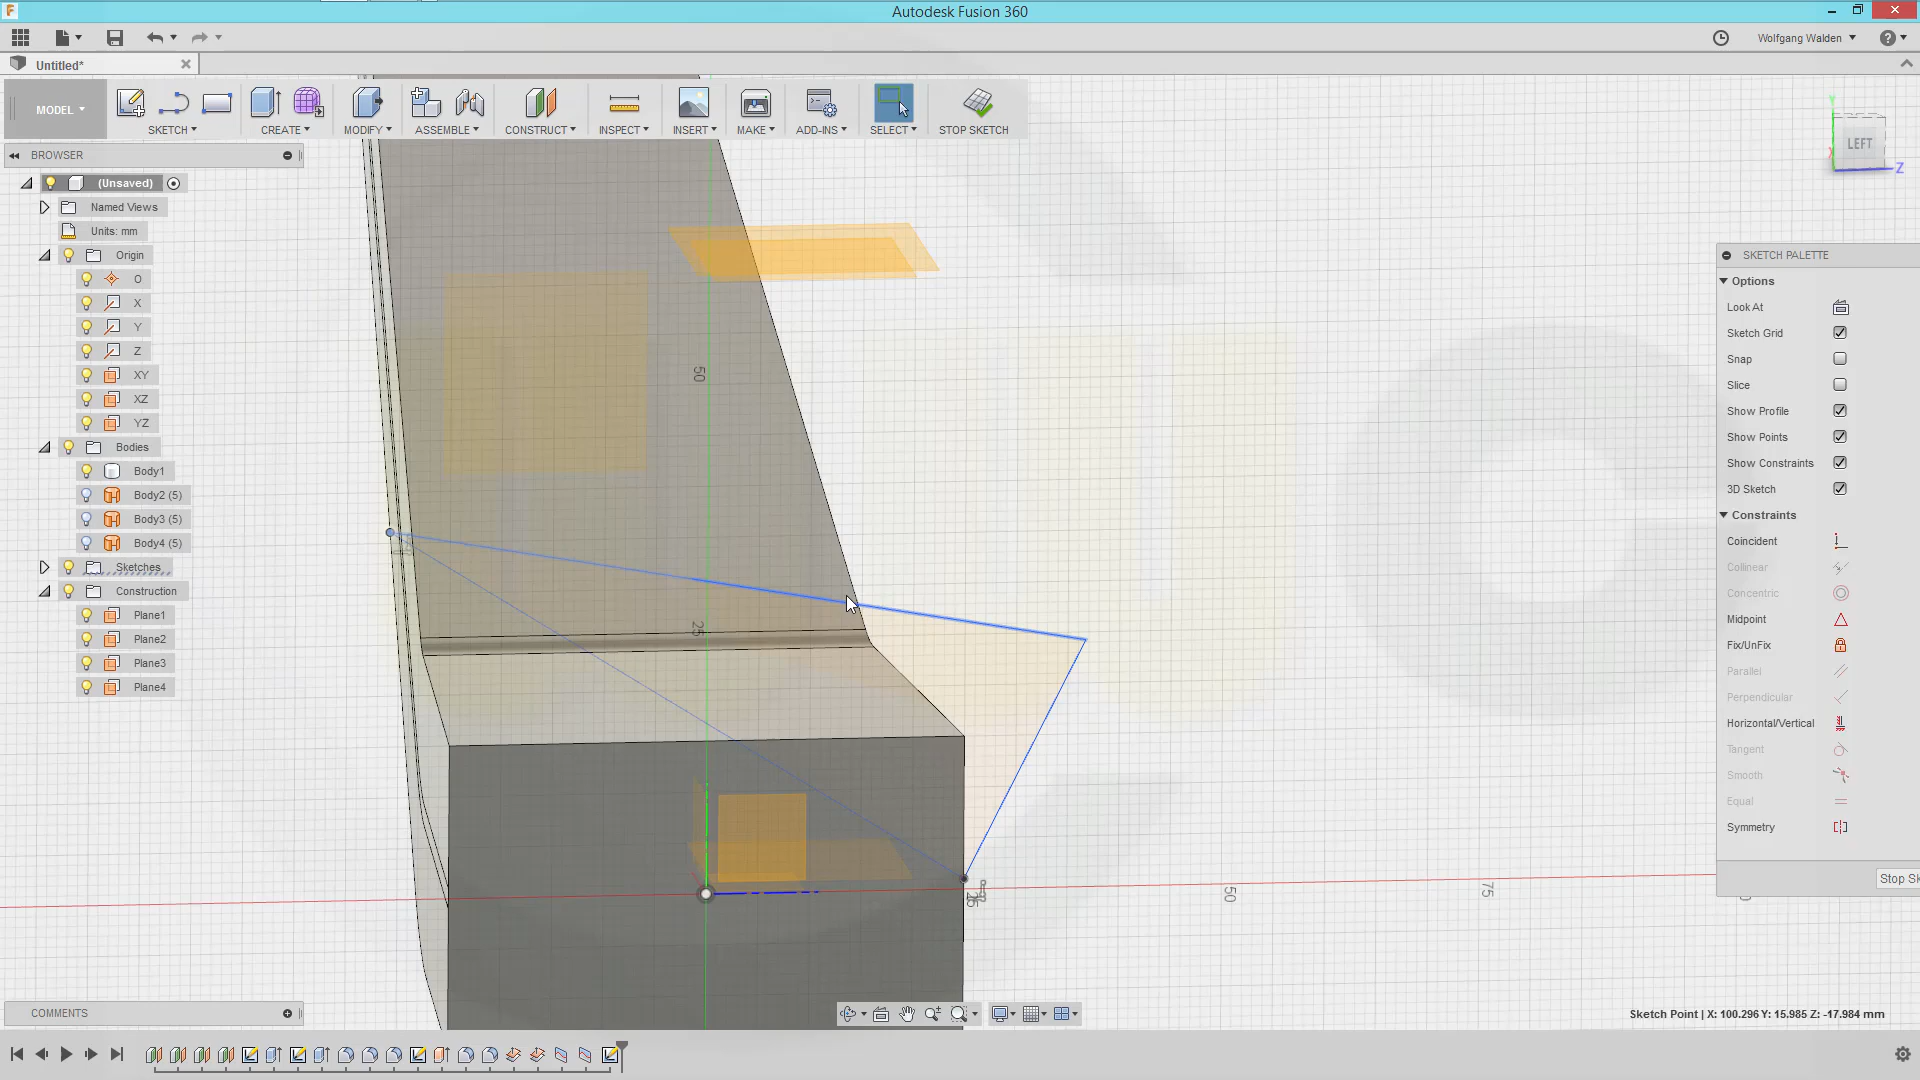 Autodesk Fusion 360
Wolfgang Walden
Untitled*
MODEL
SKETCH
CREATE
MODIFY
ASSEMBLE
CONSTRUCT
INSPECT
INSERT
MAKE
ADD-INS
SELECT
STOP SKETCH
BROWSER
(Unsaved)
Named Views
Units: mm
Origin
O
X
Y
Z
XY
XZ
YZ
Bodies
Body1
Body2 (5)
Body3 (5)
Body4 (5)
Sketches
Construction
Plane1
Plane2
Plane3
Plane4
50
25
25
50
75
Y
LEFT
X
Z
SKETCH PALETTE
Options
Look At
Sketch Grid
Snap
Slice
Show Profile
Show Points
Show Constraints
3D Sketch
Constraints
Coincident
Collinear
Concentric
Midpoint
Fix/UnFix
Parallel
Perpendicular
Horizontal/Vertical
Tangent
Smooth
Equal
Symmetry
Stop Sk
COMMENTS
Sketch Point | X: 100.296 Y: 15.985 Z: -17.984 mm